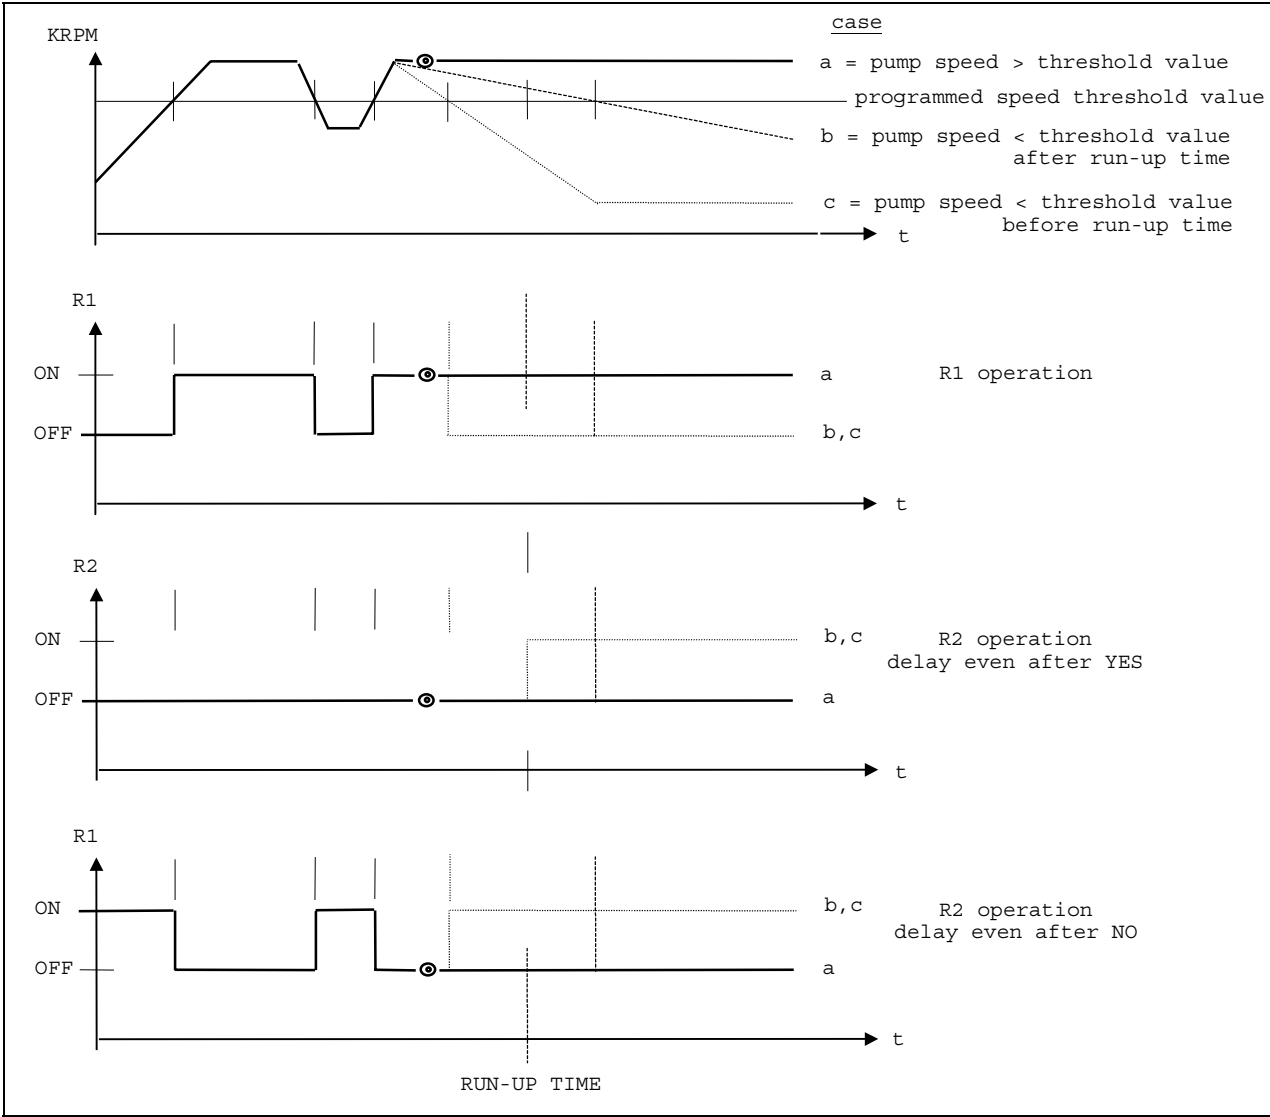 case
KRPM
a = pump speed > threshold value
programmed speed threshold value
b = pump speed < threshold value
after run-up time
c = pump speed < threshold value
before run-up time
t
R1
ON
a
R1 operation
OFF
b,c
t
R2
ON
b,c
R2 operation
delay even after YES
OFF
a
t
R1
ON
b,c
R2 operation
delay even after NO
OFF
a
t
RUN-UP TIME